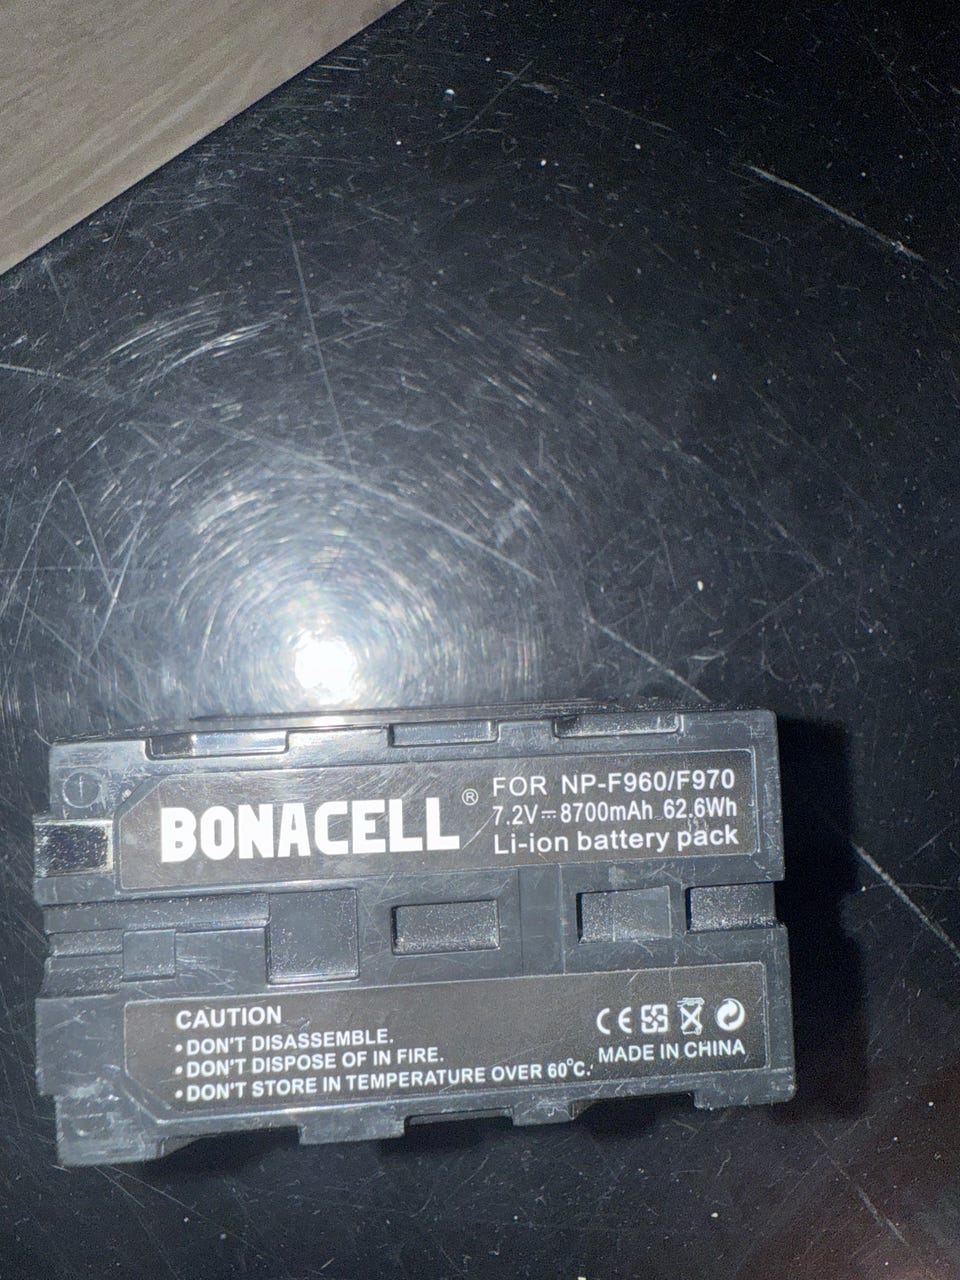 BONACELL®
FOR NP-F960/F970
7.2V⎓8700mAh 62.6Wh
Li-ion battery pack
CAUTION
•DON'T DISASSEMBLE.
•DON'T DISPOSE OF IN FIRE.
•DON'T STORE IN TEMPERATURE OVER 60°C.
CE
MADE IN CHINA